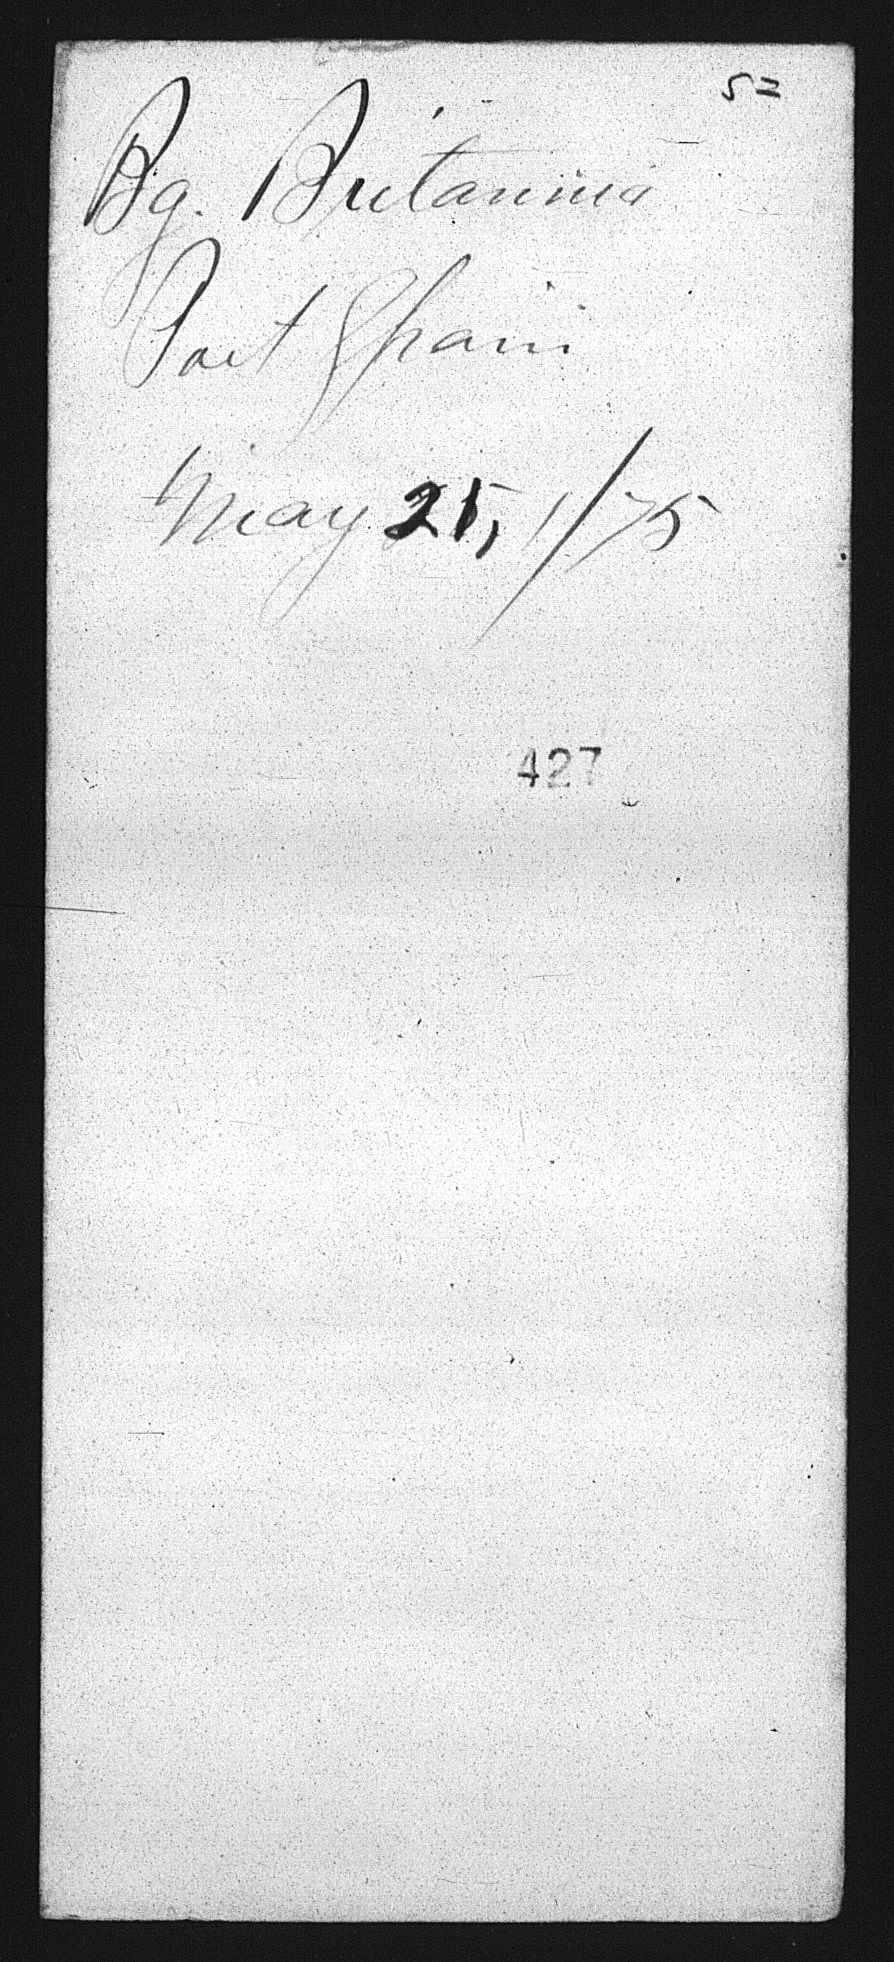 52
Bg. Britannia
Port Spain
May 25, 1/75
427